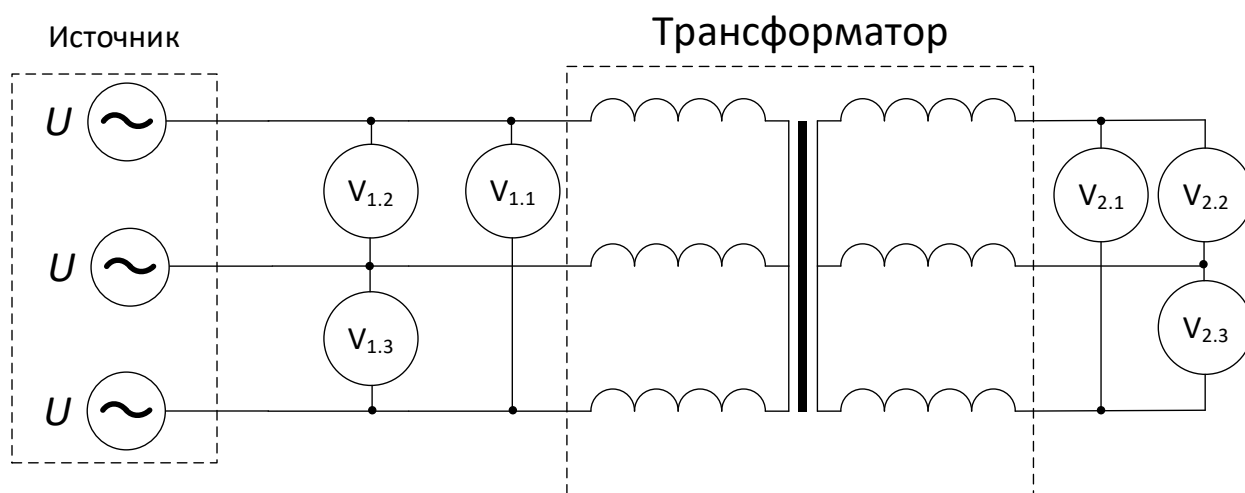 Источник
Трансформатор
U
V1.2
V1.1
V2.1
V2.2
U
V1.3
V2.3
U